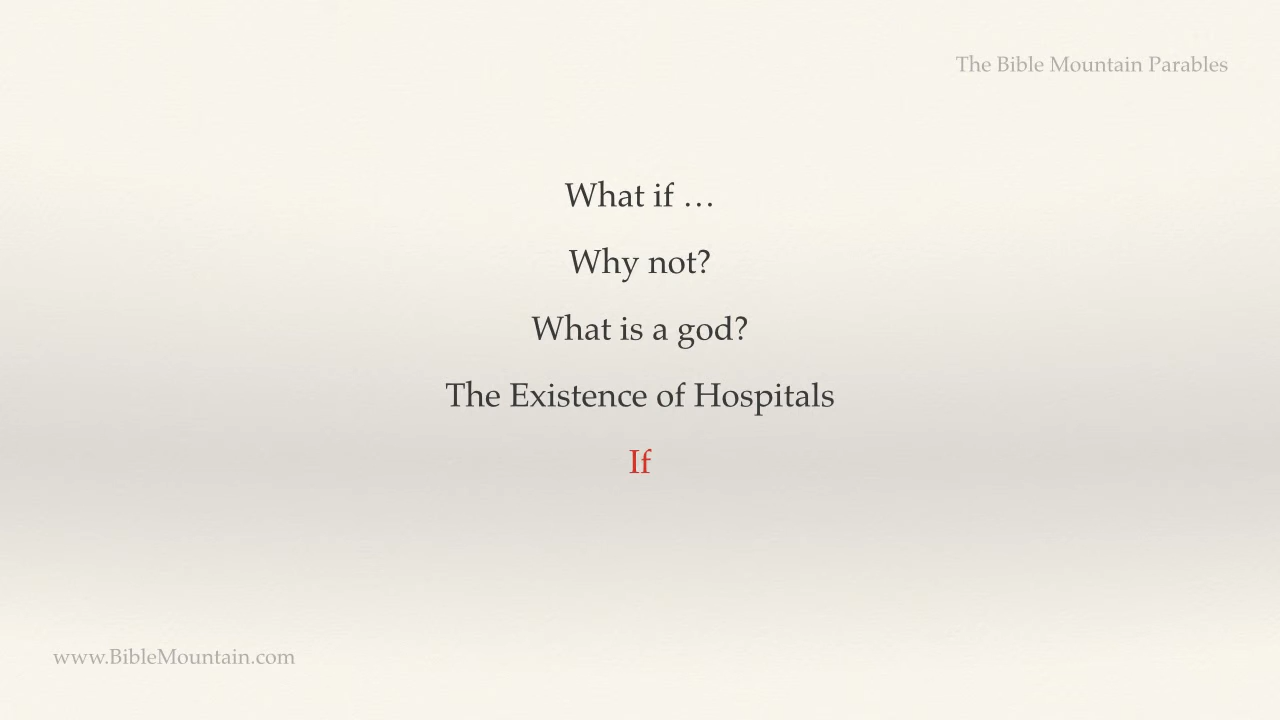 The Bible Mountain Parables
What if …
Why not?
What is a god?
The Existence of Hospitals
If
www.BibleMountain.com